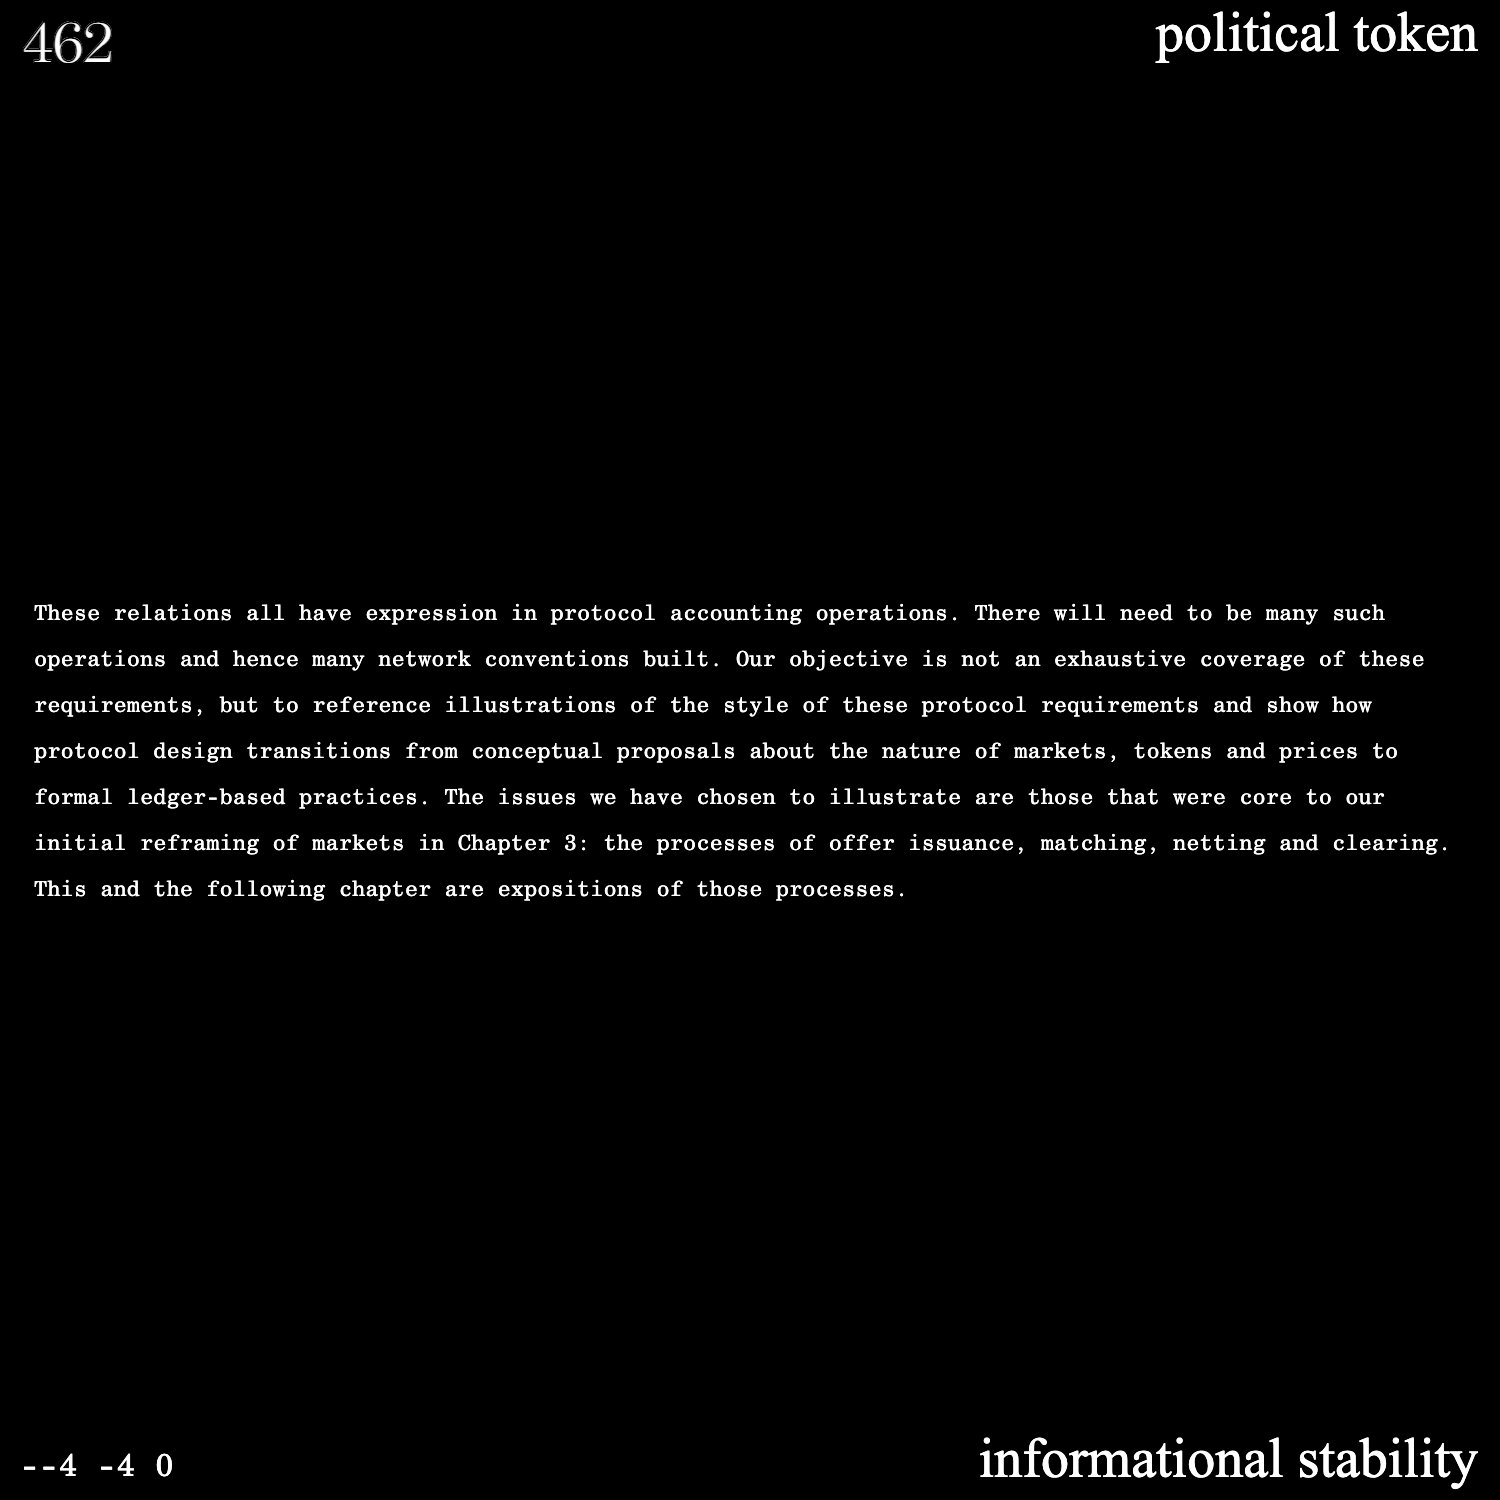 462
political token
These relations all have expression in protocol accounting operations. There will need to be many such
operations and hence many network conventions built. Our objective is not an exhaustive coverage of these
requirements, but to reference illustrations of the style of these protocol requirements and show how
protocol design transitions from conceptual proposals about the nature of markets, tokens and prices to
formal ledger-based practices. The issues we have chosen to illustrate are those that were core to our
initial reframing of markets in Chapter 3: the processes of offer issuance, matching, netting and clearing.
This and the following chapter are expositions of those processes.
--4 -4 0
informational stability